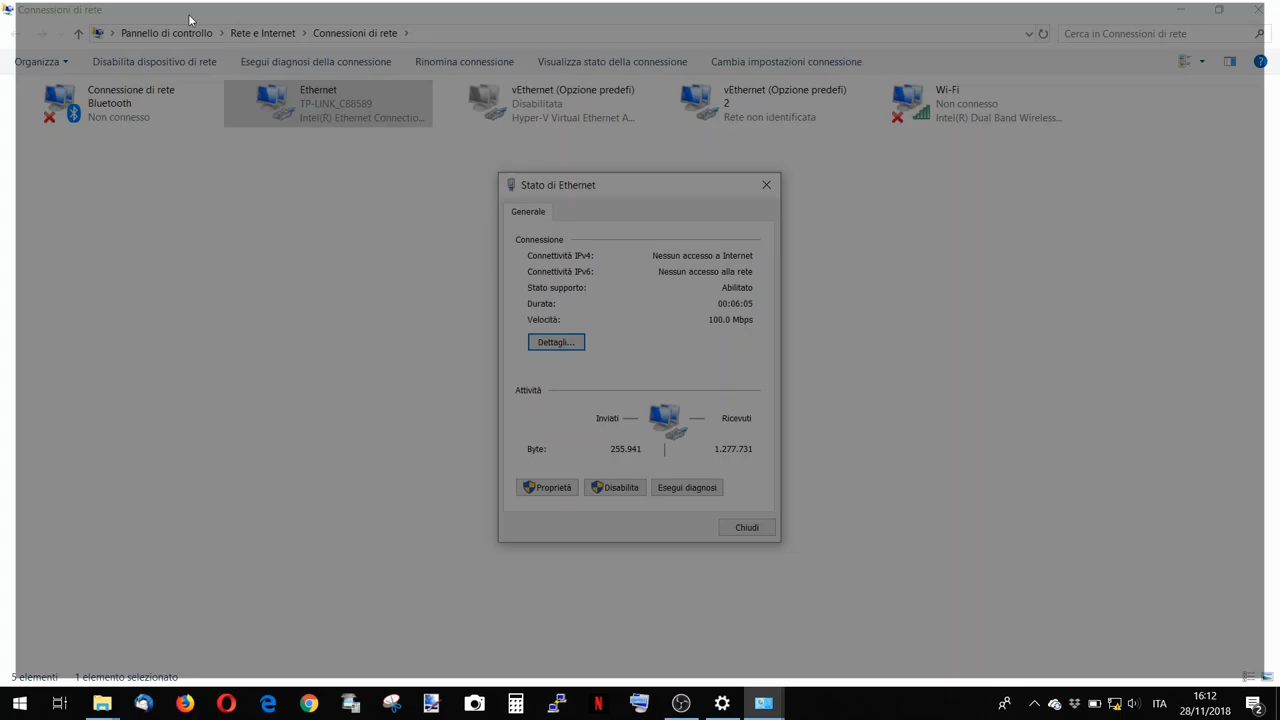 Connessioni di rete
Pannello di controllo
Rete e Internet
Connessioni di rete
Cerca in Connessioni di rete
Organizza
Disabilita dispositivo di rete
Esegui diagnosi della connessione
Rinomina connessione
Visualizza stato della connessione
Cambia impostazioni connessione
Connessione di rete
Bluetooth
Non connesso
Ethernet
TP-LINK_C88589
Intel(R) Ethernet Connectio...
vEthernet (Opzione predefi)
Disabilitata
Hyper-V Virtual Ethernet A...
vEthernet (Opzione predefi)
2
Rete non identificata
Wi-Fi
Non connesso
Intel(R) Dual Band Wireless...
Stato di Ethernet
Generale
Connessione
Connettività IPv4: Nessun accesso a Internet
Connettività IPv6: Nessun accesso alla rete
Stato supporto: Abilitato
Durata: 00:06:05
Velocità: 100.0 Mbps
Dettagli...
Attività
Inviati Ricevuti
Byte: 255.941 1.277.731
Proprietà
Disabilita
Esegui diagnosi
Chiudi
5 elementi
1 elemento selezionato
ITA
16:12
28/11/2018
2